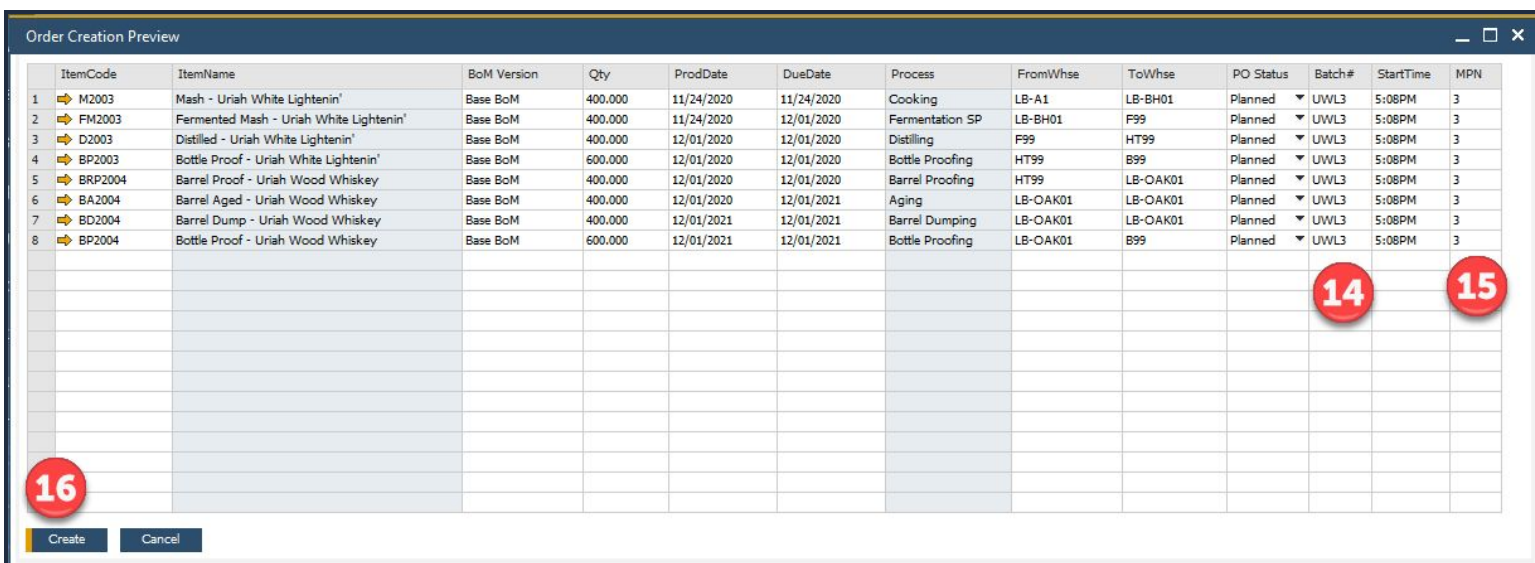 Order Creation Preview
ItemCode ItemName BoM Version Qty ProdDate DueDate Process FromWhse ToWhse PO Status Batch# StartTime MPN
1 M2003 Mash - Uriah White Lightenin' Base BoM 400.000 11/24/2020 11/24/2020 Cooking LB-A1 LB-BH01 Planned UWL3 5:08PM 3
2 FM2003 Fermented Mash - Uriah White Lightenin' Base BoM 400.000 11/24/2020 12/01/2020 Fermentation SP LB-BH01 F99 Planned UWL3 5:08PM 3
3 D2003 Distilled - Uriah White Lightenin' Base BoM 400.000 12/01/2020 12/01/2020 Distilling F99 HT99 Planned UWL3 5:08PM 3
4 BP2003 Bottle Proof - Uriah White Lightenin' Base BoM 600.000 12/01/2020 12/01/2020 Bottle Proofing HT99 B99 Planned UWL3 5:08PM 3
5 BRP2004 Barrel Proof - Uriah Wood Whiskey Base BoM 400.000 12/01/2020 12/01/2020 Barrel Proofing HT99 LB-OAK01 Planned UWL3 5:08PM 3
6 BA2004 Barrel Aged - Uriah Wood Whiskey Base BoM 400.000 12/01/2020 12/01/2021 Aging LB-OAK01 LB-OAK01 Planned UWL3 5:08PM 3
7 BD2004 Barrel Dump - Uriah Wood Whiskey Base BoM 400.000 12/01/2021 12/01/2021 Barrel Dumping LB-OAK01 LB-OAK01 Planned UWL3 5:08PM 3
8 BP2004 Bottle Proof - Uriah Wood Whiskey Base BoM 600.000 12/01/2021 12/01/2021 Bottle Proofing LB-OAK01 B99 Planned UWL3 5:08PM 3
14 15
16
Create Cancel